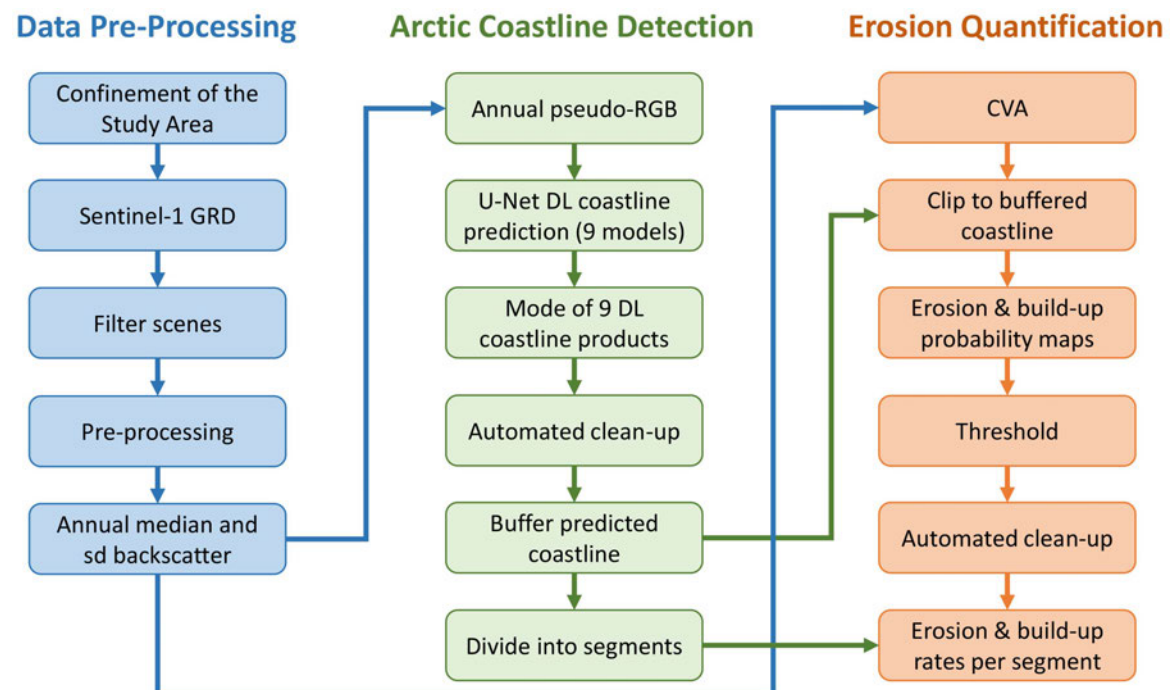 Data Pre-Processing
Confinement of the
Study Area
Sentinel-1 GRD
Filter scenes
Pre-processing
Annual median and
sd backscatter
Arctic Coastline Detection
Annual pseudo-RGB
U-Net DL coastline
prediction (9 models)
Mode of 9 DL
coastline products
Automated clean-up
Buffer predicted
coastline
Divide into segments
Erosion Quantification
CVA
Clip to buffered
coastline
Erosion & build-up
probability maps
Threshold
Automated clean-up
Erosion & build-up
rates per segment